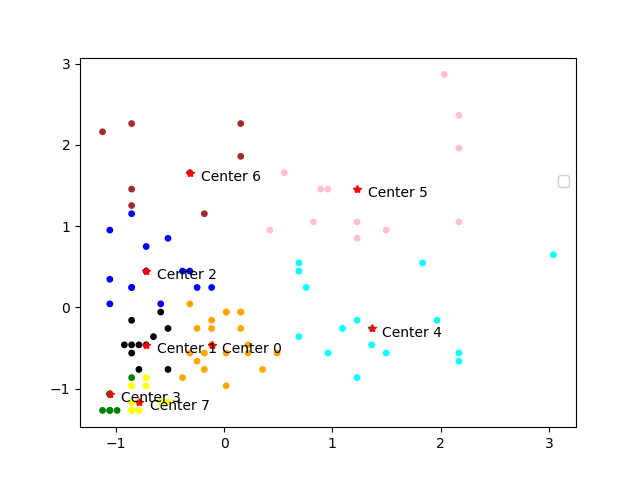 3
2
1
0
−1
−1
0
1
2
3
Center 6
Center 5
Center 2
Center 4
Center 1
Center 0
Center 3
Center 7